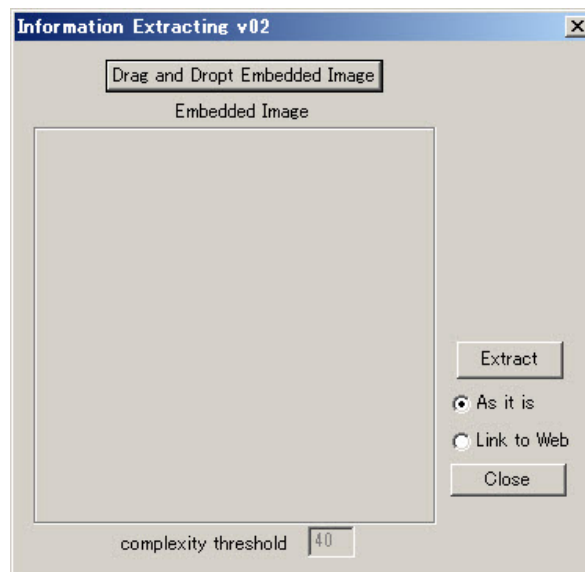 Information Extracting v02
Drag and Dropt Embedded Image
Embedded Image
Extract
As it is
Link to Web
Close
complexity threshold 40